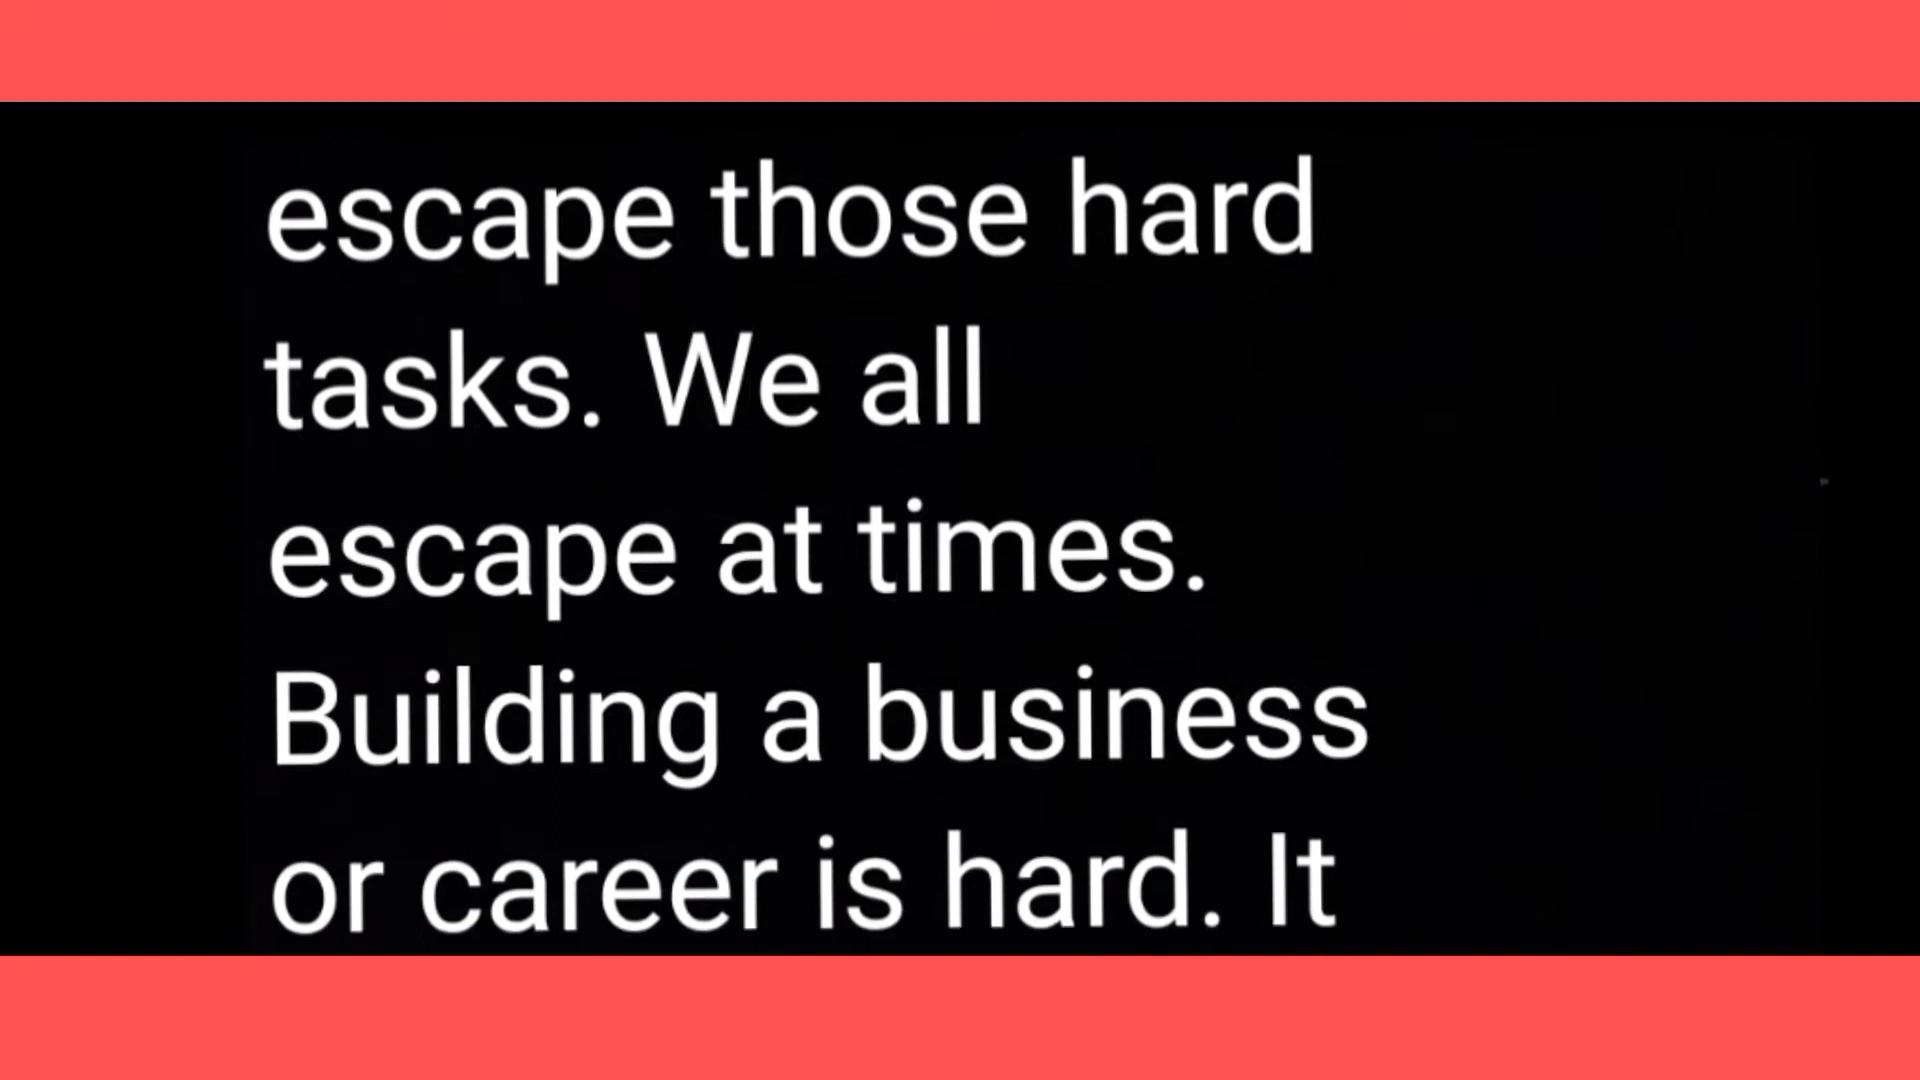 escape those hard
tasks. We all
escape at times.
Building a business
or career is hard. It